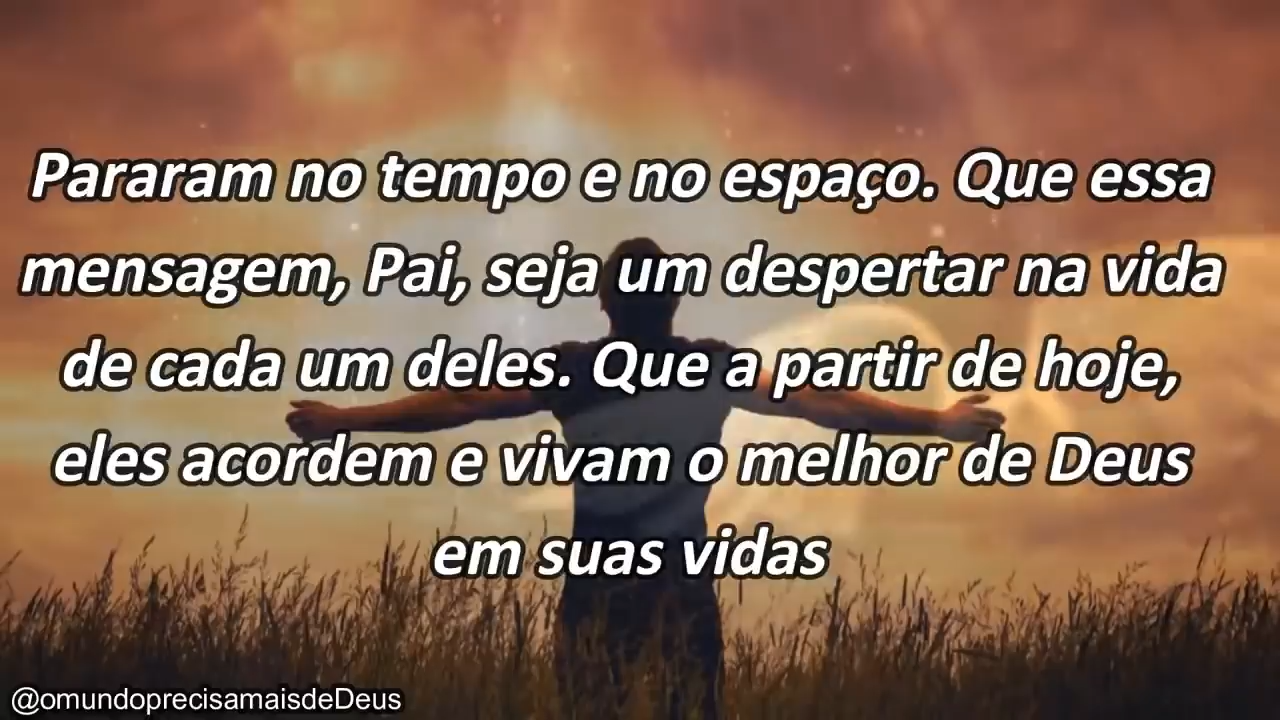 Pararam no tempo e no espaço. Que essa
mensagem, Pai, seja um despertar na vida
de cada um deles. Que a partir de hoje,
eles acordem e vivam o melhor de Deus
em suas vidas
@omundoprecisamaisdeDeus